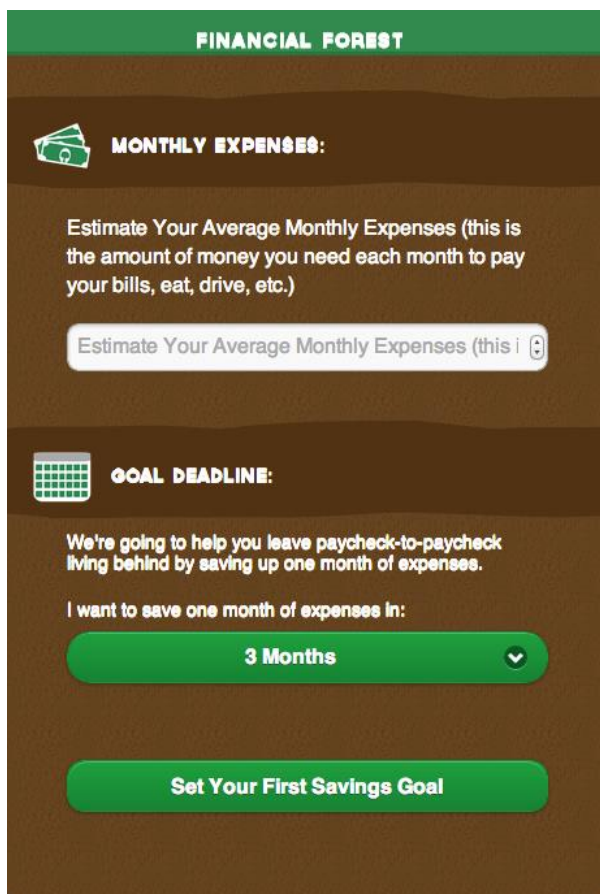 FINANCIAL FOREST
MONTHLY EXPENSES:
Estimate Your Average Monthly Expenses (this is
the amount of money you need each month to pay
your bills, eat, drive, etc.)
Estimate Your Average Monthly Expenses (this i
GOAL DEADLINE:
We're going to help you leave paycheck-to-paycheck
living behind by saving up one month of expenses.
I want to save one month of expenses in:
3 Months
Set Your First Savings Goal